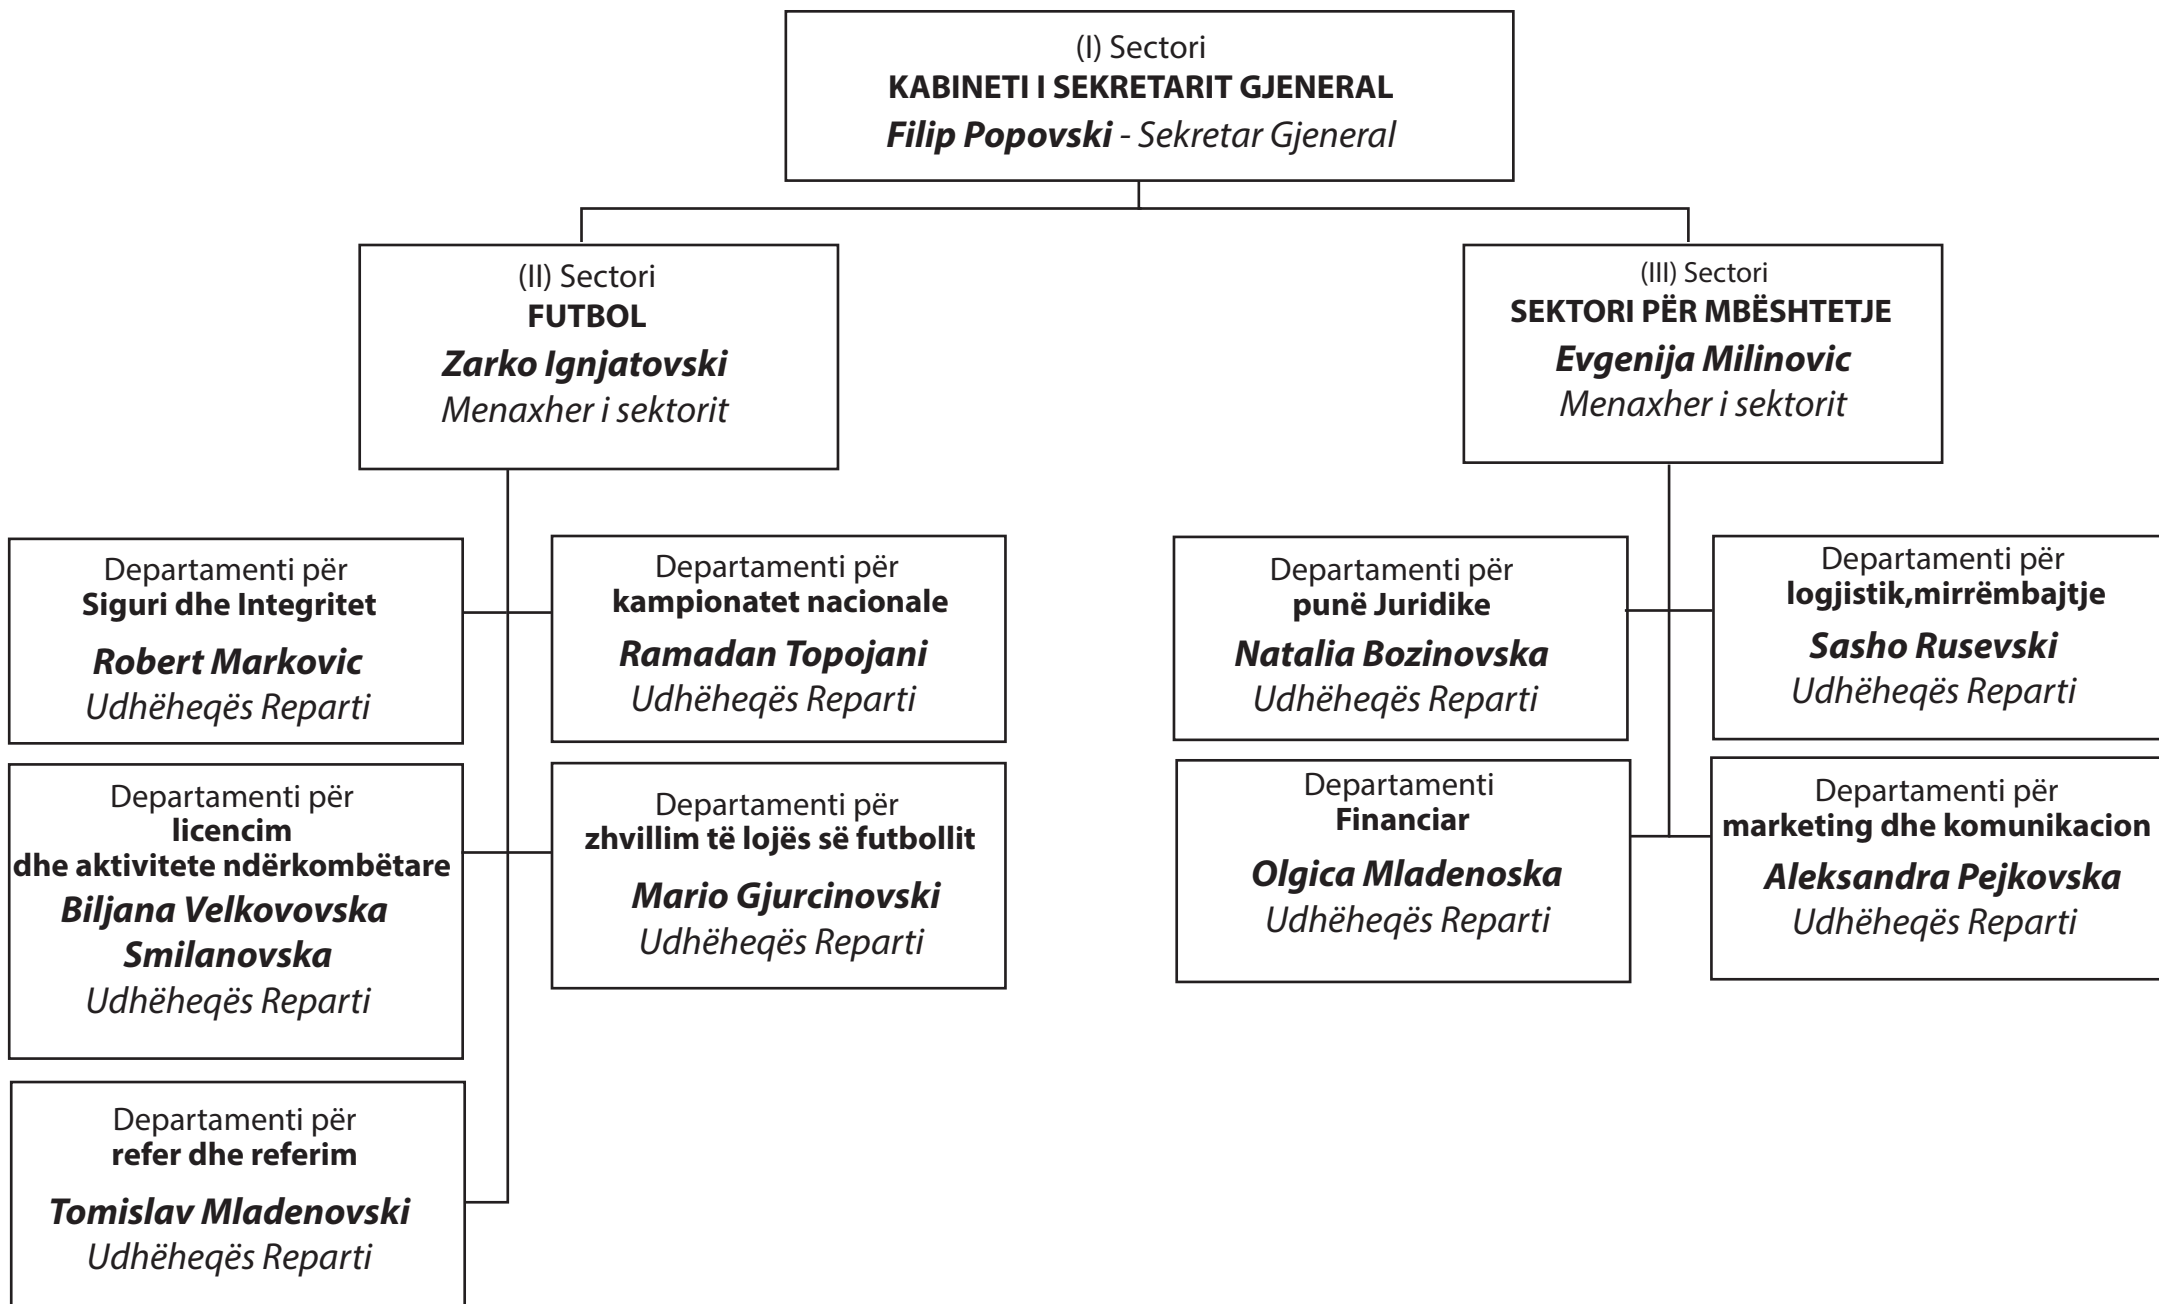 (I) Sectori
KABINETI I SEKRETARIT GJENERAL
Filip Popovski - Sekretar Gjeneral
(II) Sectori
FUTBOL
Zarko Ignjatovski
Menaxher i sektorit
(III) Sectori
SEKTORI PËR MBËSHTETJE
Evgenija Milinovic
Menaxher i sektorit
Departamenti për
Siguri dhe Integritet
Robert Markovic
Udhëheqës Reparti
Departamenti për
kampionatet nacionale
Ramadan Topojani
Udhëheqës Reparti
Departamenti për
punë Juridike
Natalia Bozinovska
Udhëheqës Reparti
Departamenti për
logjistik,mirrëmbajtje
Sasho Rusevski
Udhëheqës Reparti
Departamenti për
licencim
dhe aktivitete ndërkombëtare
Biljana Velkovovska
Smilanovska
Udhëheqës Reparti
Departamenti për
zhvillim të lojës së futbollit
Mario Gjurcinovski
Udhëheqës Reparti
Departamenti
Financiar
Olgica Mladenoska
Udhëheqës Reparti
Departamenti për
marketing dhe komunikacion
Aleksandra Pejkovska
Udhëheqës Reparti
Departamenti për
refer dhe referim
Tomislav Mladenovski
Udhëheqës Reparti